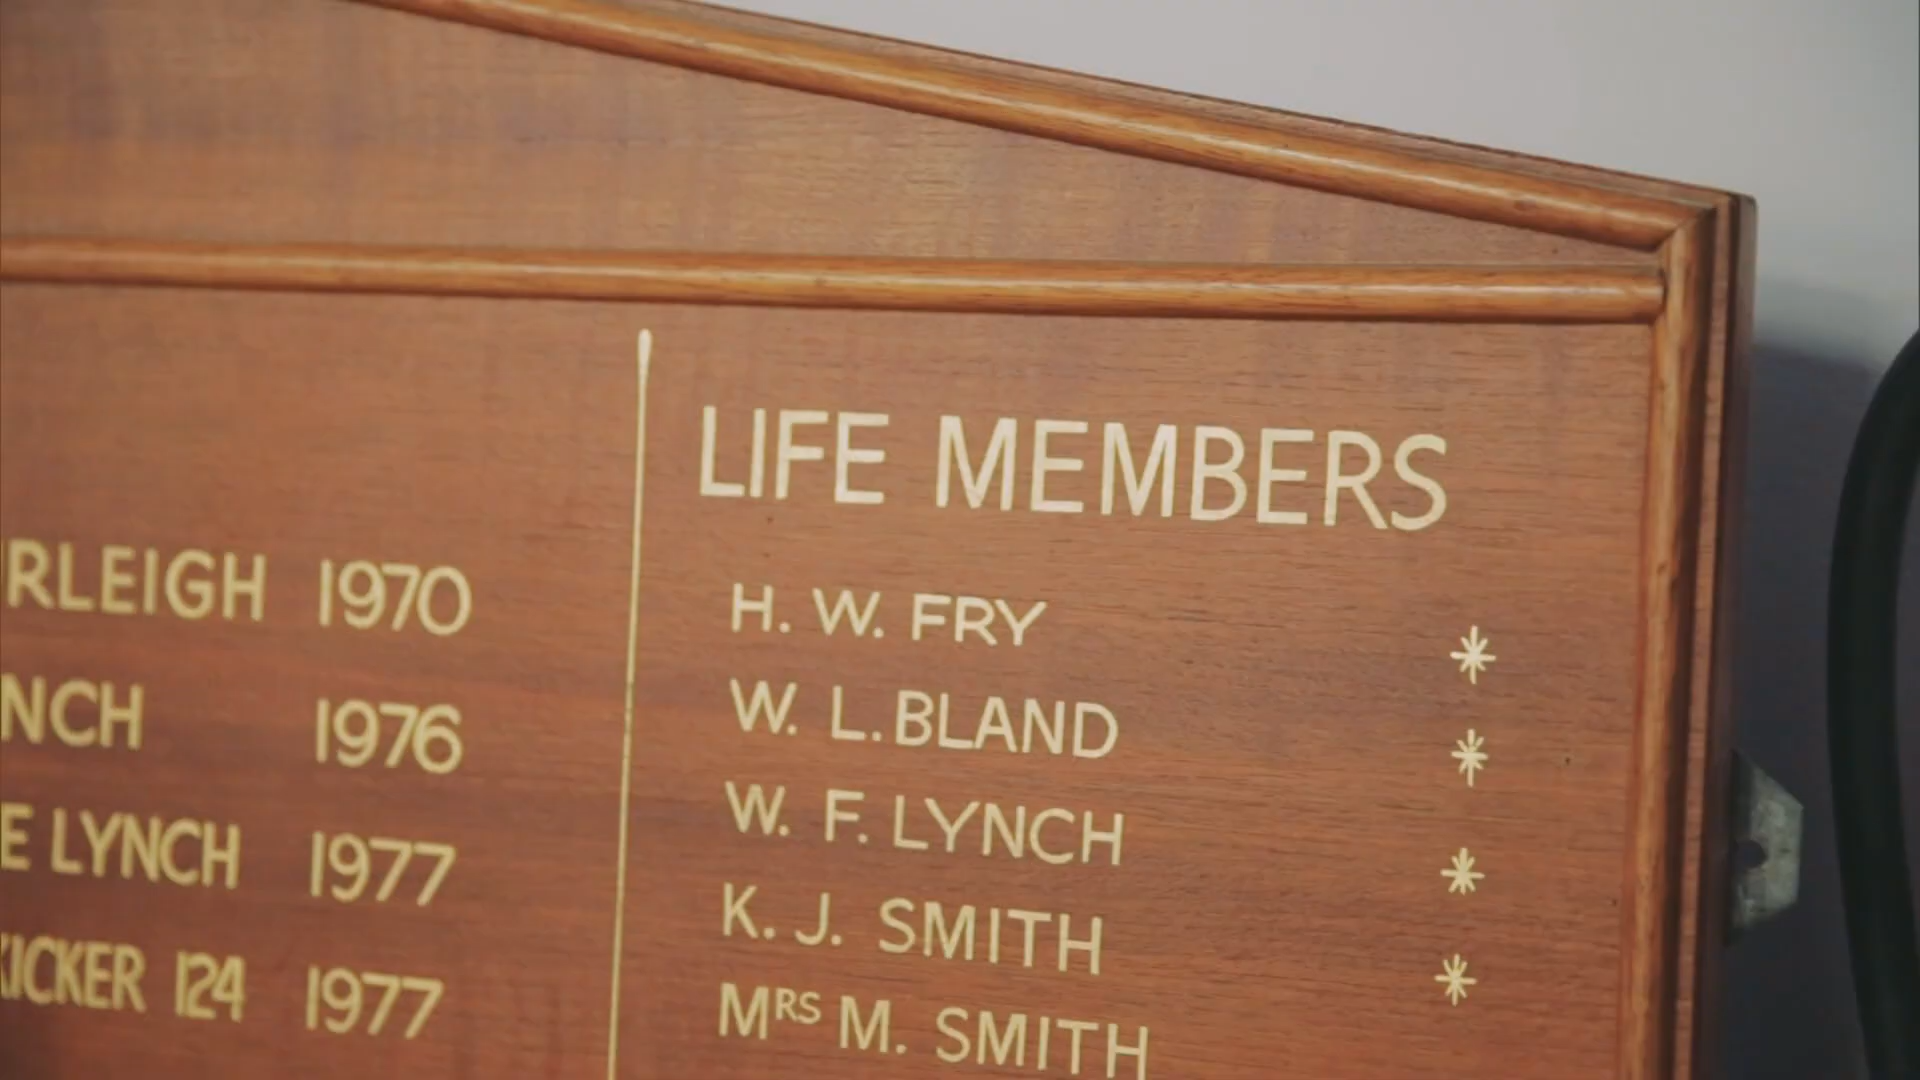 LIFE MEMBERS
H. W. FRY *
W. L. BLAND *
W. F. LYNCH *
K. J. SMITH *
MRS M. SMITH
RLEIGH 1970
NCH 1976
E LYNCH 1977
KICKER 124 1977